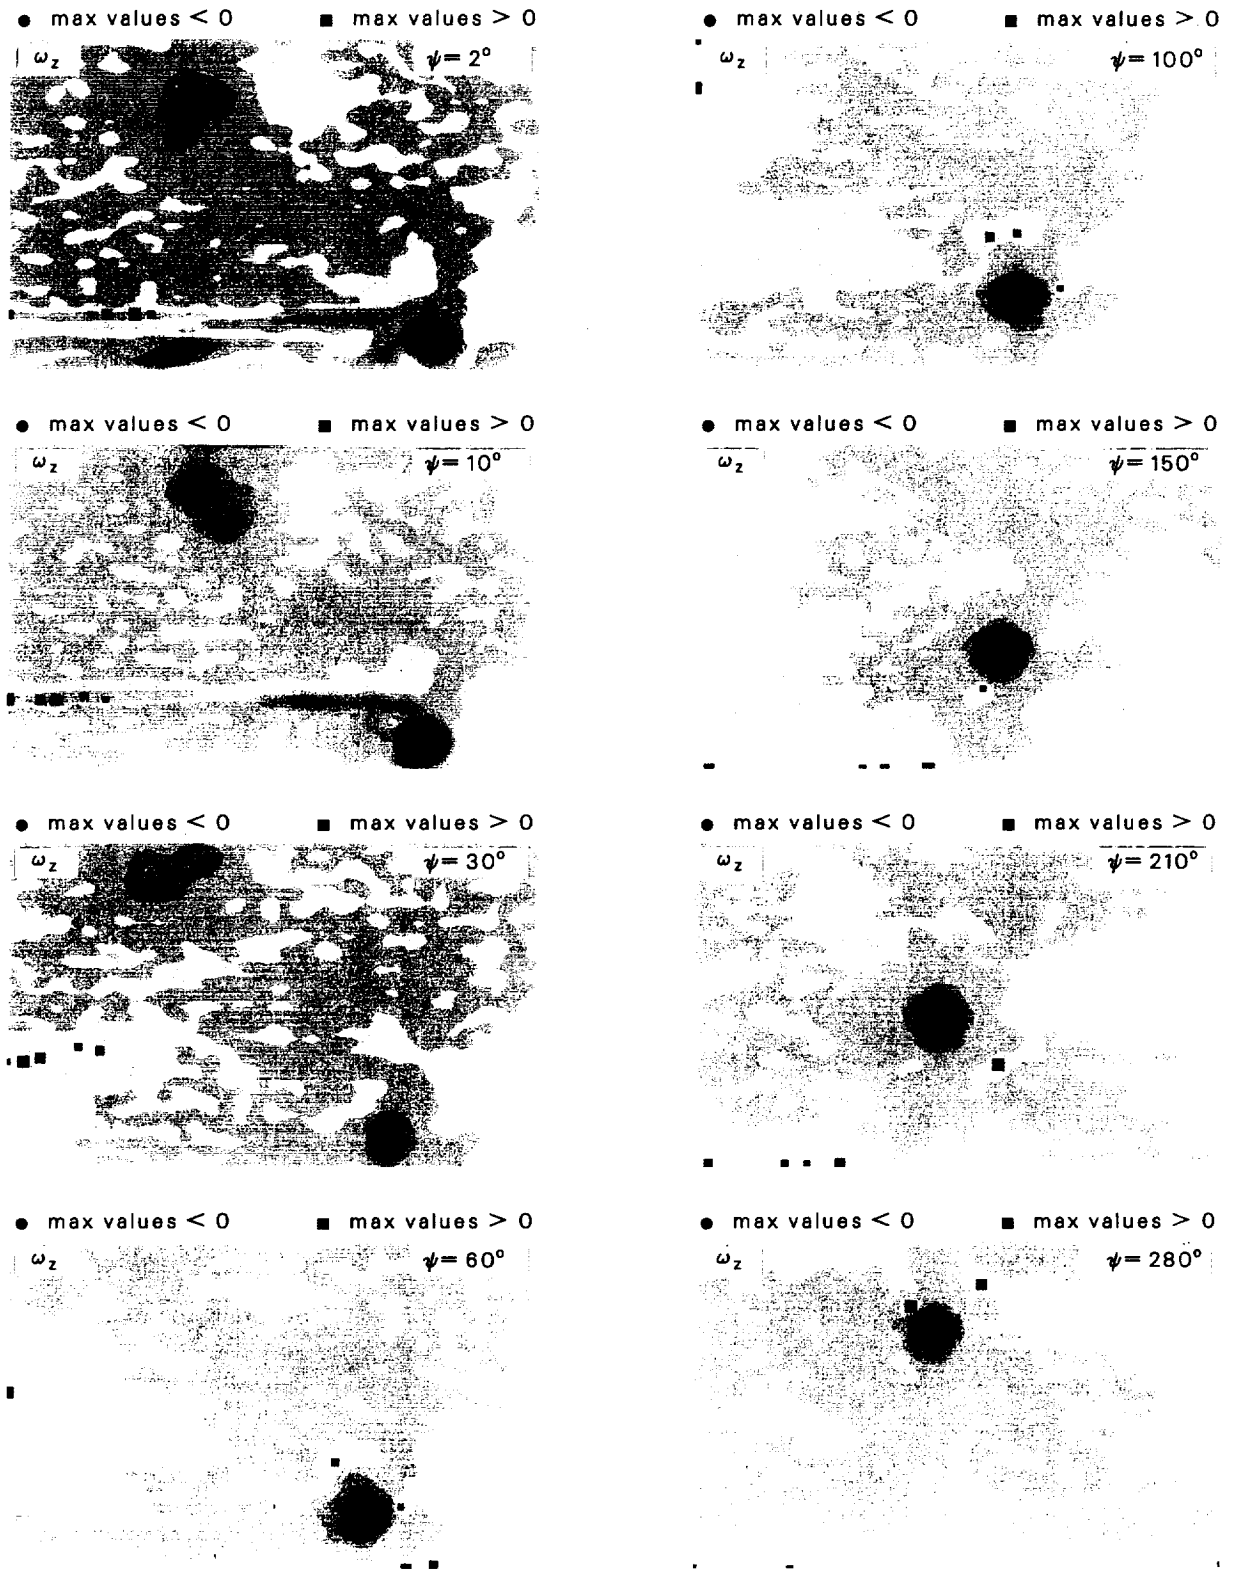 ● max values < 0 ■ max values > 0
ω_z ψ= 2°
● max values < 0 ■ max values > 0
ω_z ψ= 10°
● max values < 0 ■ max values > 0
ω_z ψ= 30°
● max values < 0 ■ max values > 0
ω_z ψ= 60°
● max values < 0 ■ max values > 0
ω_z ψ= 100°
● max values < 0 ■ max values > 0
ω_z ψ= 150°
● max values < 0 ■ max values > 0
ω_z ψ= 210°
● max values < 0 ■ max values > 0
ω_z ψ= 280°